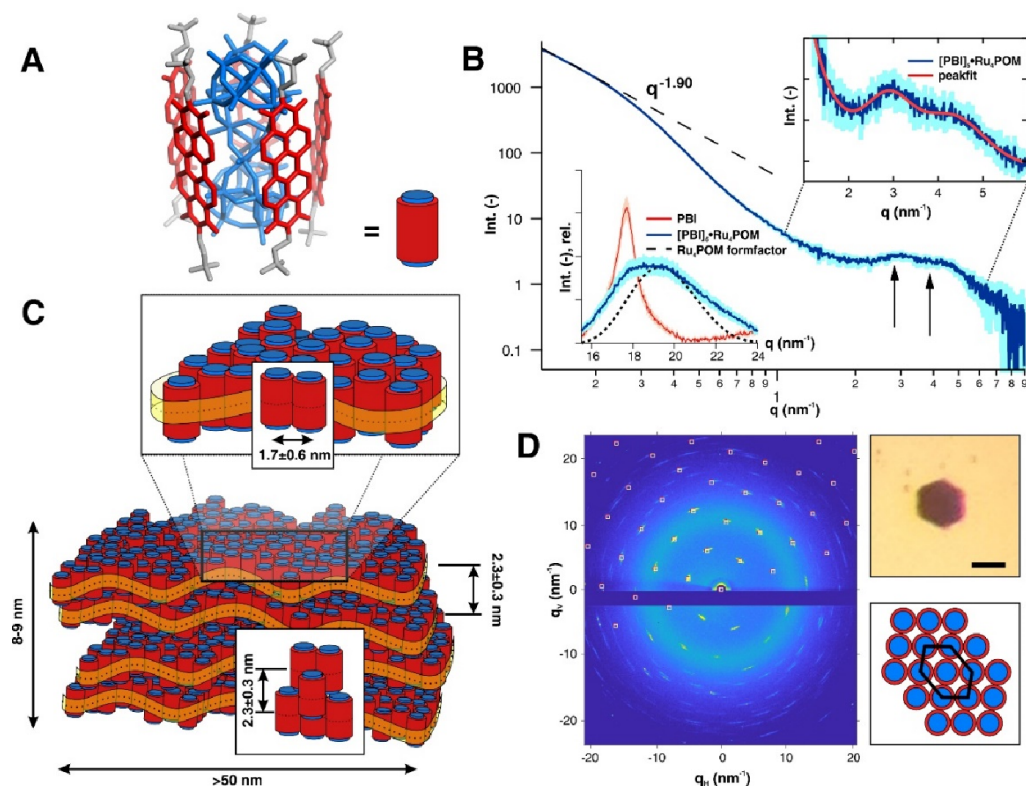 A
=
B
q-1.90
Int. (-)
1000
100
10
1
0.1
2 3 4 5 6 7 8 9 1 2 3 4 5 6 7 8 9
q (nm-1)
Int. (-)
[PBI]5•Ru4POM
peakfit
2 3 4 5
q (nm-1)
Int. (-), rel.
PBI
[PBI]5•Ru4POM
Ru4POM formfactor
16 18 20 22 24
q (nm-1)
C
1.7±0.6 nm
8-9 nm
2.3±0.3 nm
2.3±0.3 nm
>50 nm
D
qV (nm-1)
20
10
0
-10
-20
-20 -10 0 10 20
qH (nm-1)